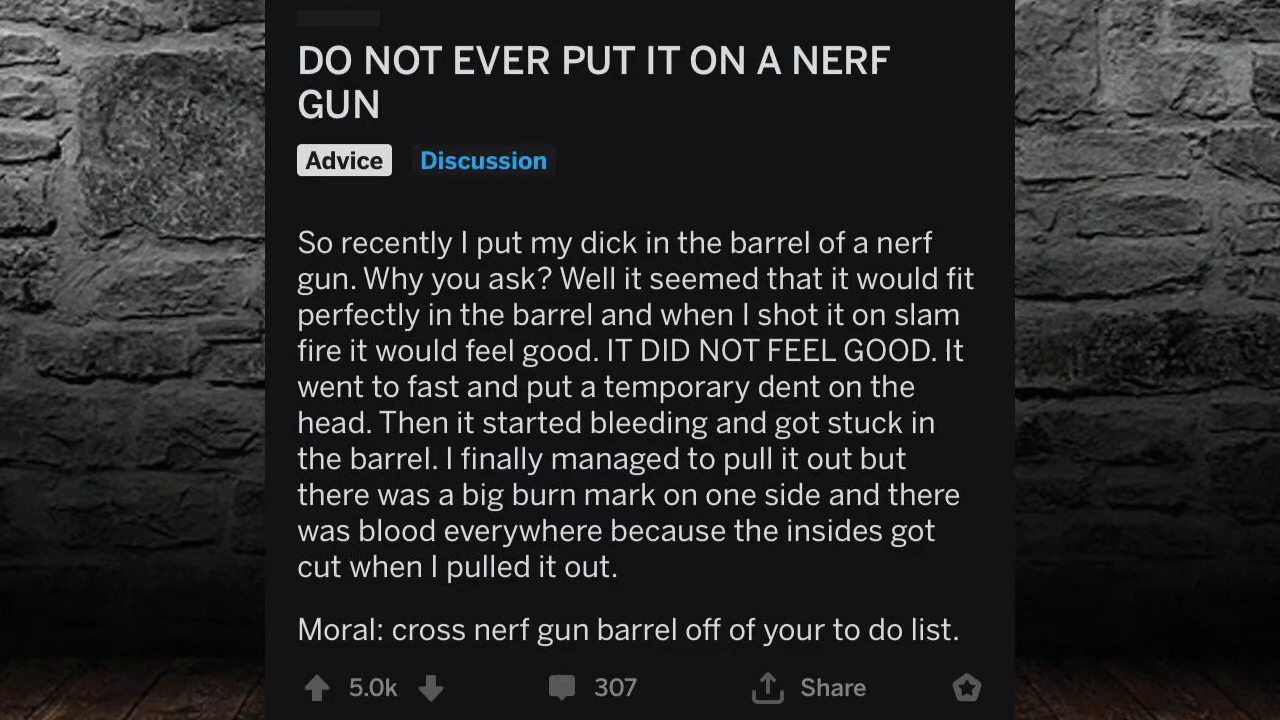 DO NOT EVER PUT IT ON A NERF
GUN
Advice Discussion
So recently I put my dick in the barrel of a nerf
gun. Why you ask? Well it seemed that it would fit
perfectly in the barrel and when I shot it on slam
fire it would feel good. IT DID NOT FEEL GOOD. It
went to fast and put a temporary dent on the
head. Then it started bleeding and got stuck in
the barrel. I finally managed to pull it out but
there was a big burn mark on one side and there
was blood everywhere because the insides got
cut when I pulled it out.
Moral: cross nerf gun barrel off of your to do list.
5.0k 307 Share